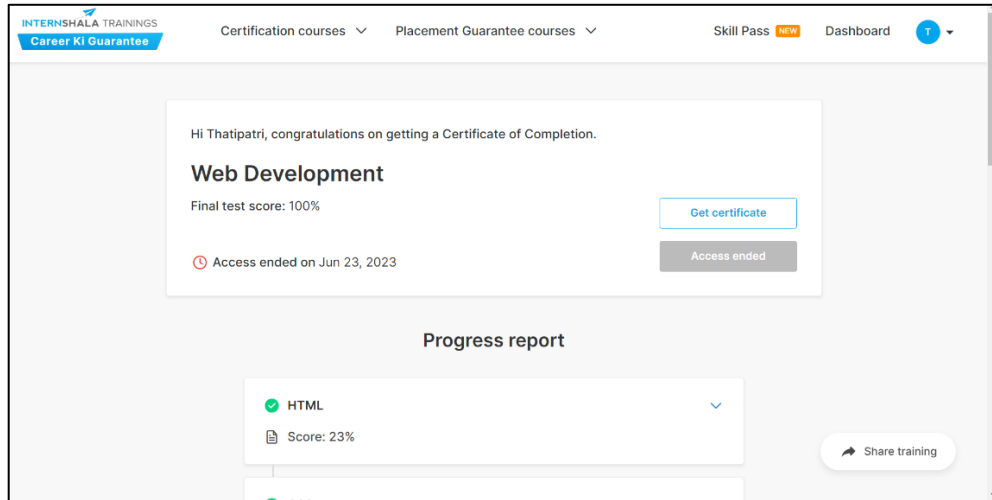 INTERNSHALA TRAININGS
Career Ki Guarantee
Certification courses
Placement Guarantee courses
Skill Pass NEW
Dashboard
T
Hi Thatipatri, congratulations on getting a Certificate of Completion.
Web Development
Final test score: 100%
Get certificate
Access ended on Jun 23, 2023
Access ended
Progress report
HTML
Score: 23%
Share training